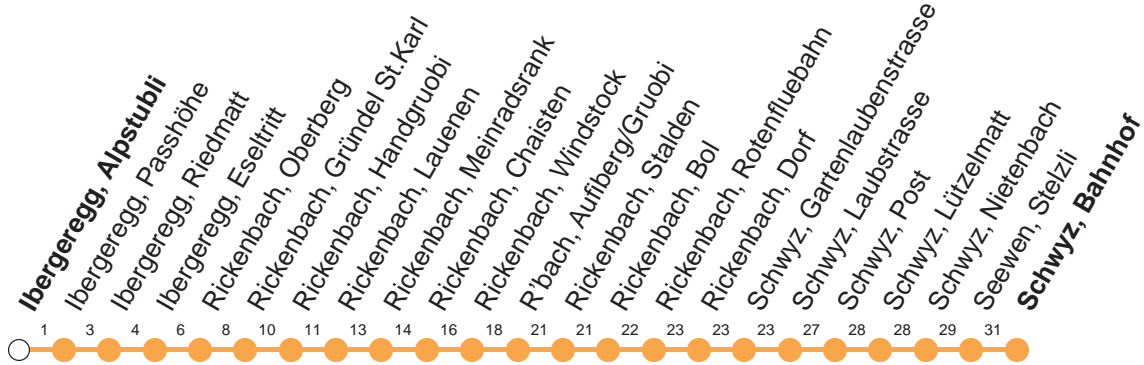 Ibergeregg, Alpstubli
Ibergeregg, Passhöhe
Ibergeregg, Riedmatt
Ibergeregg, Eseltritt
Rickenbach, Oberberg
Rickenbach, Gründel St.Karl
Rickenbach, Handgruobi
Rickenbach, Lauenen
Rickenbach, Meinradsrank
Rickenbach, Chaisten
Rickenbach, Windstock
R'bach, Aufiberg/Gruobi
Rickenbach, Stalden
Rickenbach, Bol
Rickenbach, Rotenfluebahn
Rickenbach, Dorf
Schwyz, Gartenlaubenstrasse
Schwyz, Laubstrasse
Schwyz, Post
Schwyz, Lützelmatt
Schwyz, Nietenbach
Seewen, Stelzli
Schwyz, Bahnhof
1 3 4 6 8 10 11 13 14 16 18 21 21 22 23 23 23 27 28 28 29 31